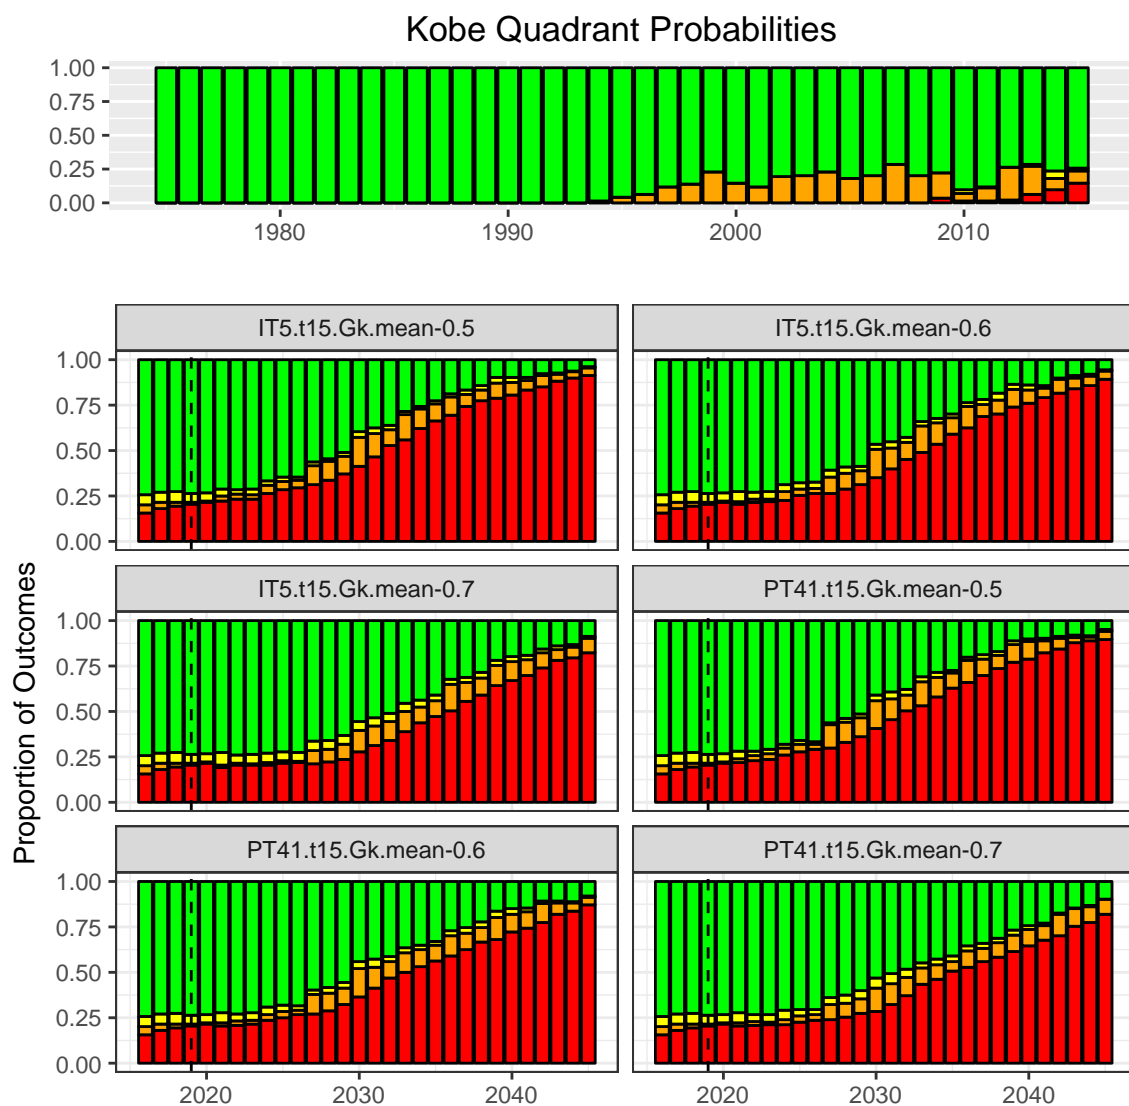 Kobe Quadrant Probabilities
1.00
0.75
0.50
0.25
0.00
1980 1990 2000 2010
Proportion of Outcomes
IT5.t15.Gk.mean-0.5 IT5.t15.Gk.mean-0.6
1.00
0.75
0.50
0.25
0.00
IT5.t15.Gk.mean-0.7 PT41.t15.Gk.mean-0.5
1.00
0.75
0.50
0.25
0.00
PT41.t15.Gk.mean-0.6 PT41.t15.Gk.mean-0.7
1.00
0.75
0.50
0.25
0.00
2020 2030 2040 2020 2030 2040